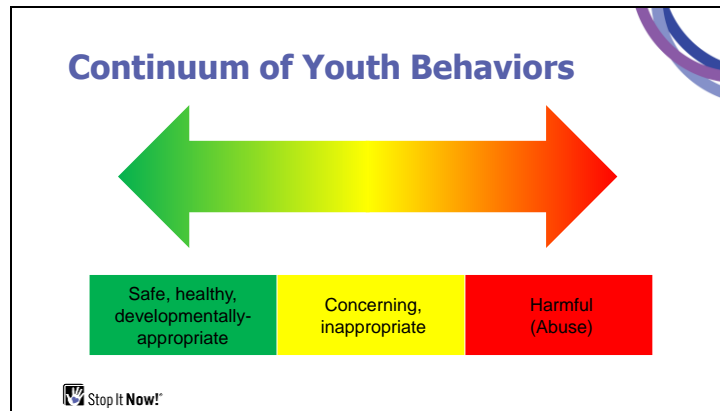 Continuum of Youth Behaviors
Safe, healthy,
developmentally-
appropriate
Concerning,
inappropriate
Harmful
(Abuse)
Stop It Now!®